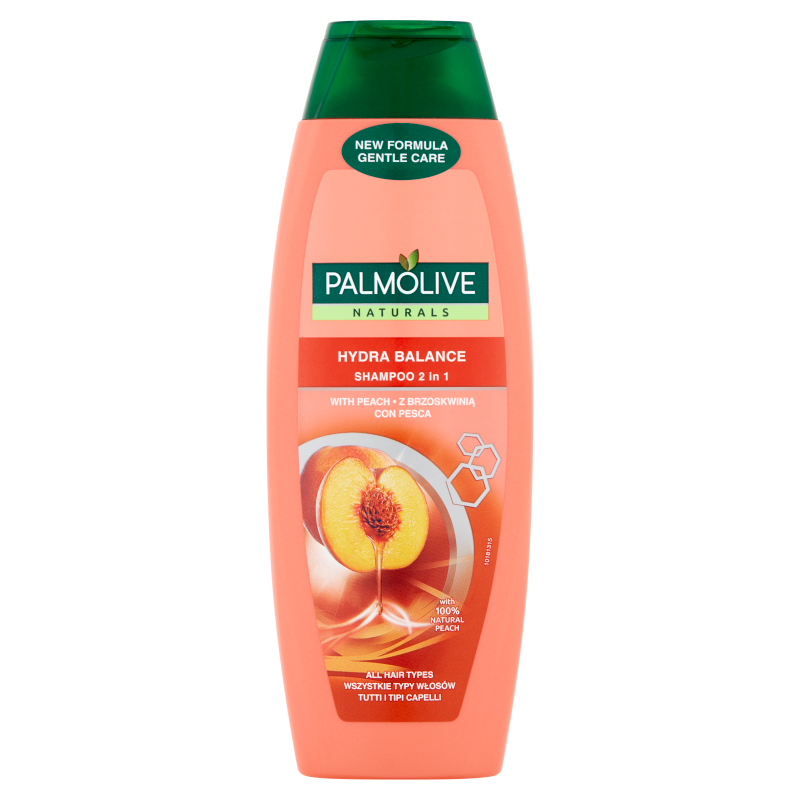 NEW FORMULA
GENTLE CARE
PALMOLIVE
NATURALS
HYDRA BALANCE
SHAMPOO 2 in 1
WITH PEACH • Z BRZOSKWINIĄ
CON PESCA
10181315
with
100%
NATURAL
PEACH
ALL HAIR TYPES
WSZYSTKIE TYPY WŁOSÓW
TUTTI I TIPI CAPELLI